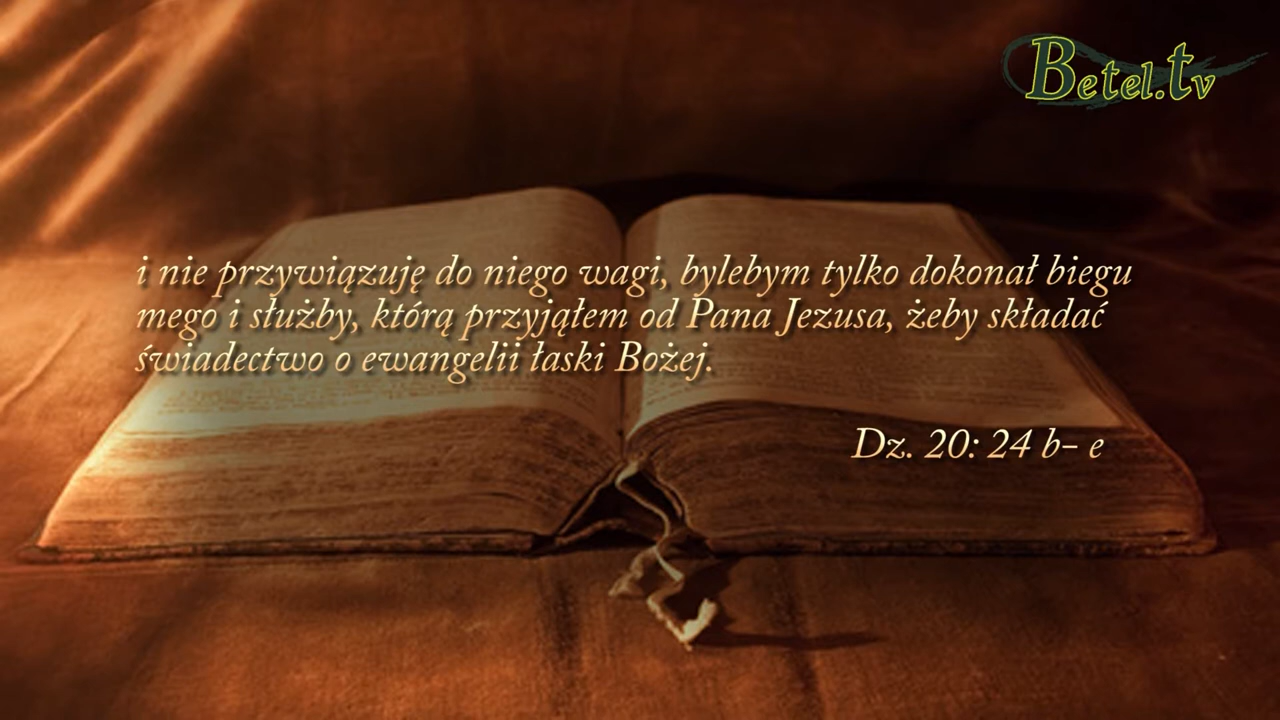 Betel.tv
i nie przywiązuję do niego wagi, bylebym tylko dokonał biegu
mego i służby, którą przyjąłem od Pana Jezusa, żeby składać
świadectwo o ewangelii łaski Bożej.
Dz. 20: 24 b– e